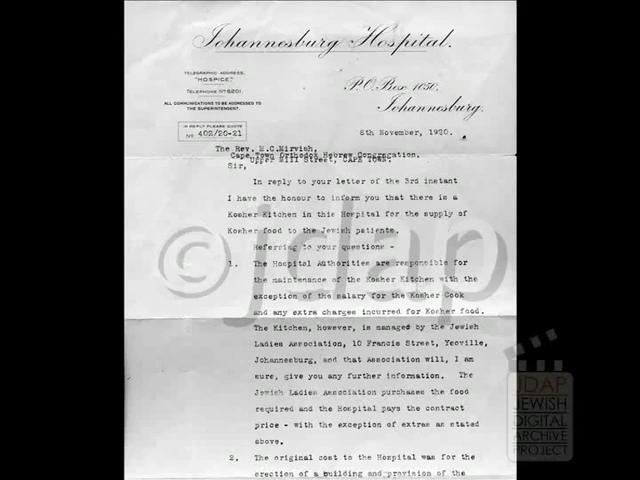 Johannesburg Hospital.
TELEGRAPHIC ADDRESS,
"HOSPICE"
TELEPHONE Nº 6201.
ALL COMMUNICATIONS TO BE ADDRESSED TO
THE SUPERINTENDENT.
P.O. Box 1050,
Johannesburg.
IN REPLY PLEASE QUOTE
Nº 402/20-21
8th November, 1920.
The Rev. M.C.Mirvish,
Cape Town Orthodox Hebrew Congregation.
Upper Mill Street, CAPE TOWN.
Sir,
In reply to your letter of the 3rd instant
I have the honour to inform you that there is a
Kosher Kitchen in this Hospital for the supply of
Kosher food to the Jewish patients.
Referring to your questions -
1. The Hospital Authorities are responsible for
the maintenance of the Kosher Kitchen with the
exception of the salary for the Kosher Cook
and any extra charges incurred for Kosher food.
The Kitchen, however, is managed by the Jewish
Ladies Association, 10 Francis Street, Yeoville,
Johannesburg, and that Association will, I am
sure, give you any further information. The
Jewish Ladies Association purchases the food
required and the Hospital pays the contract
price - with the exception of extras as stated
above.
2. The original cost to the Hospital was for the
erection of a building and provision of the
© jdap
JDAP
JEWISH
DIGITAL
ARCHIVE
PROJECT